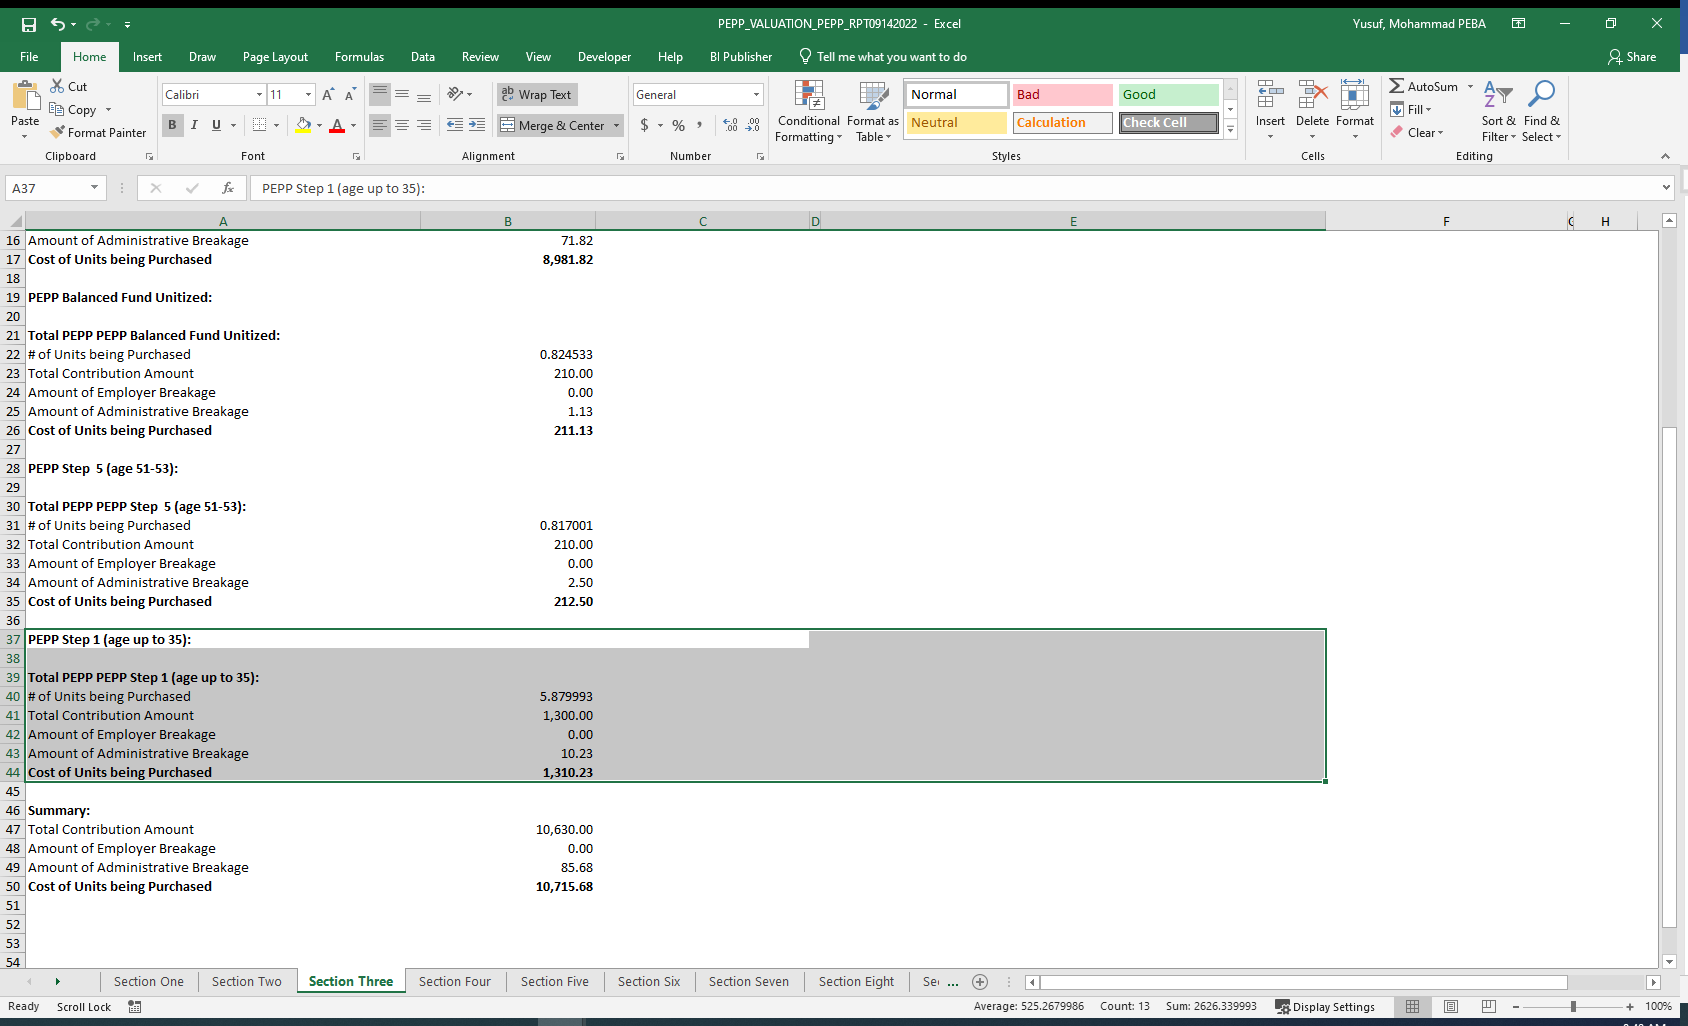 PEPP_VALUATION_PEPP_RPT09142022 - Excel
Yusuf, Mohammad PEBA
File Home Insert Draw Page Layout Formulas Data Review View Developer Help BI Publisher Tell me what you want to do Share
Paste
Cut
Copy
Format Painter
Clipboard
Calibri 11
B I U
Font
Wrap Text
Merge & Center
Alignment
General
$ % ,
Number
Conditional Formatting
Format as Table
Normal Bad Good
Neutral Calculation Check Cell
Styles
Insert Delete Format
Cells
AutoSum
Fill
Clear
Sort & Filter
Find & Select
Editing
A37 fx PEPP Step 1 (age up to 35):
A B C D E F G H
16 Amount of Administrative Breakage 71.82
17 Cost of Units being Purchased 8,981.82
18
19 PEPP Balanced Fund Unitized:
20
21 Total PEPP PEPP Balanced Fund Unitized:
22 # of Units being Purchased 0.824533
23 Total Contribution Amount 210.00
24 Amount of Employer Breakage 0.00
25 Amount of Administrative Breakage 1.13
26 Cost of Units being Purchased 211.13
27
28 PEPP Step  5 (age 51-53):
29
30 Total PEPP PEPP Step  5 (age 51-53):
31 # of Units being Purchased 0.817001
32 Total Contribution Amount 210.00
33 Amount of Employer Breakage 0.00
34 Amount of Administrative Breakage 2.50
35 Cost of Units being Purchased 212.50
36
37 PEPP Step 1 (age up to 35):
38
39 Total PEPP PEPP Step 1 (age up to 35):
40 # of Units being Purchased 5.879993
41 Total Contribution Amount 1,300.00
42 Amount of Employer Breakage 0.00
43 Amount of Administrative Breakage 10.23
44 Cost of Units being Purchased 1,310.23
45
46 Summary:
47 Total Contribution Amount 10,630.00
48 Amount of Employer Breakage 0.00
49 Amount of Administrative Breakage 85.68
50 Cost of Units being Purchased 10,715.68
51
52
53
54
Section One Section Two Section Three Section Four Section Five Section Six Section Seven Section Eight Se ...
Ready Scroll Lock Average: 525.2679986 Count: 13 Sum: 2626.339993 Display Settings 100%